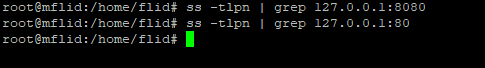 root@mflid:/home/flid# ss -tlpn | grep 127.0.0.1:8080
root@mflid:/home/flid# ss -tlpn | grep 127.0.0.1:80
root@mflid:/home/flid#